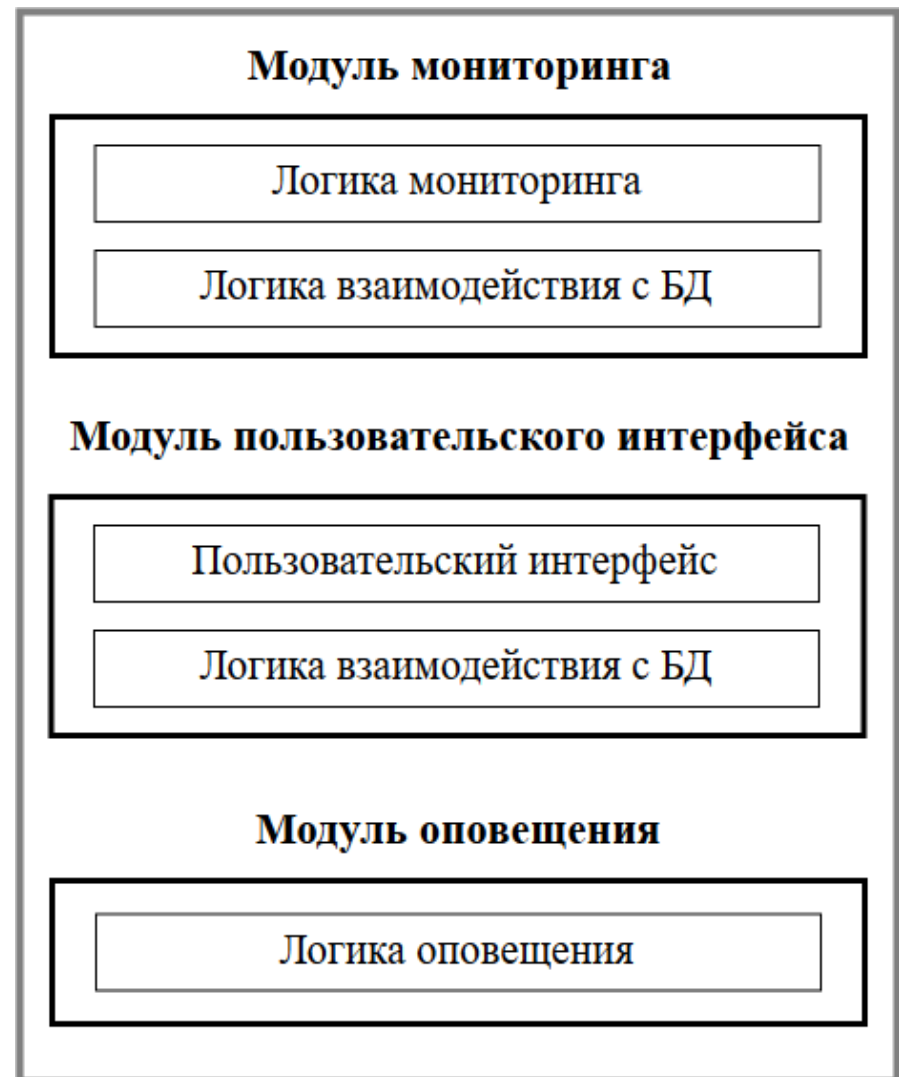 Модуль мониторинга
Логика мониторинга
Логика взаимодействия с БД
Модуль пользовательского интерфейса
Пользовательский интерфейс
Логика взаимодействия с БД
Модуль оповещения
Логика оповещения